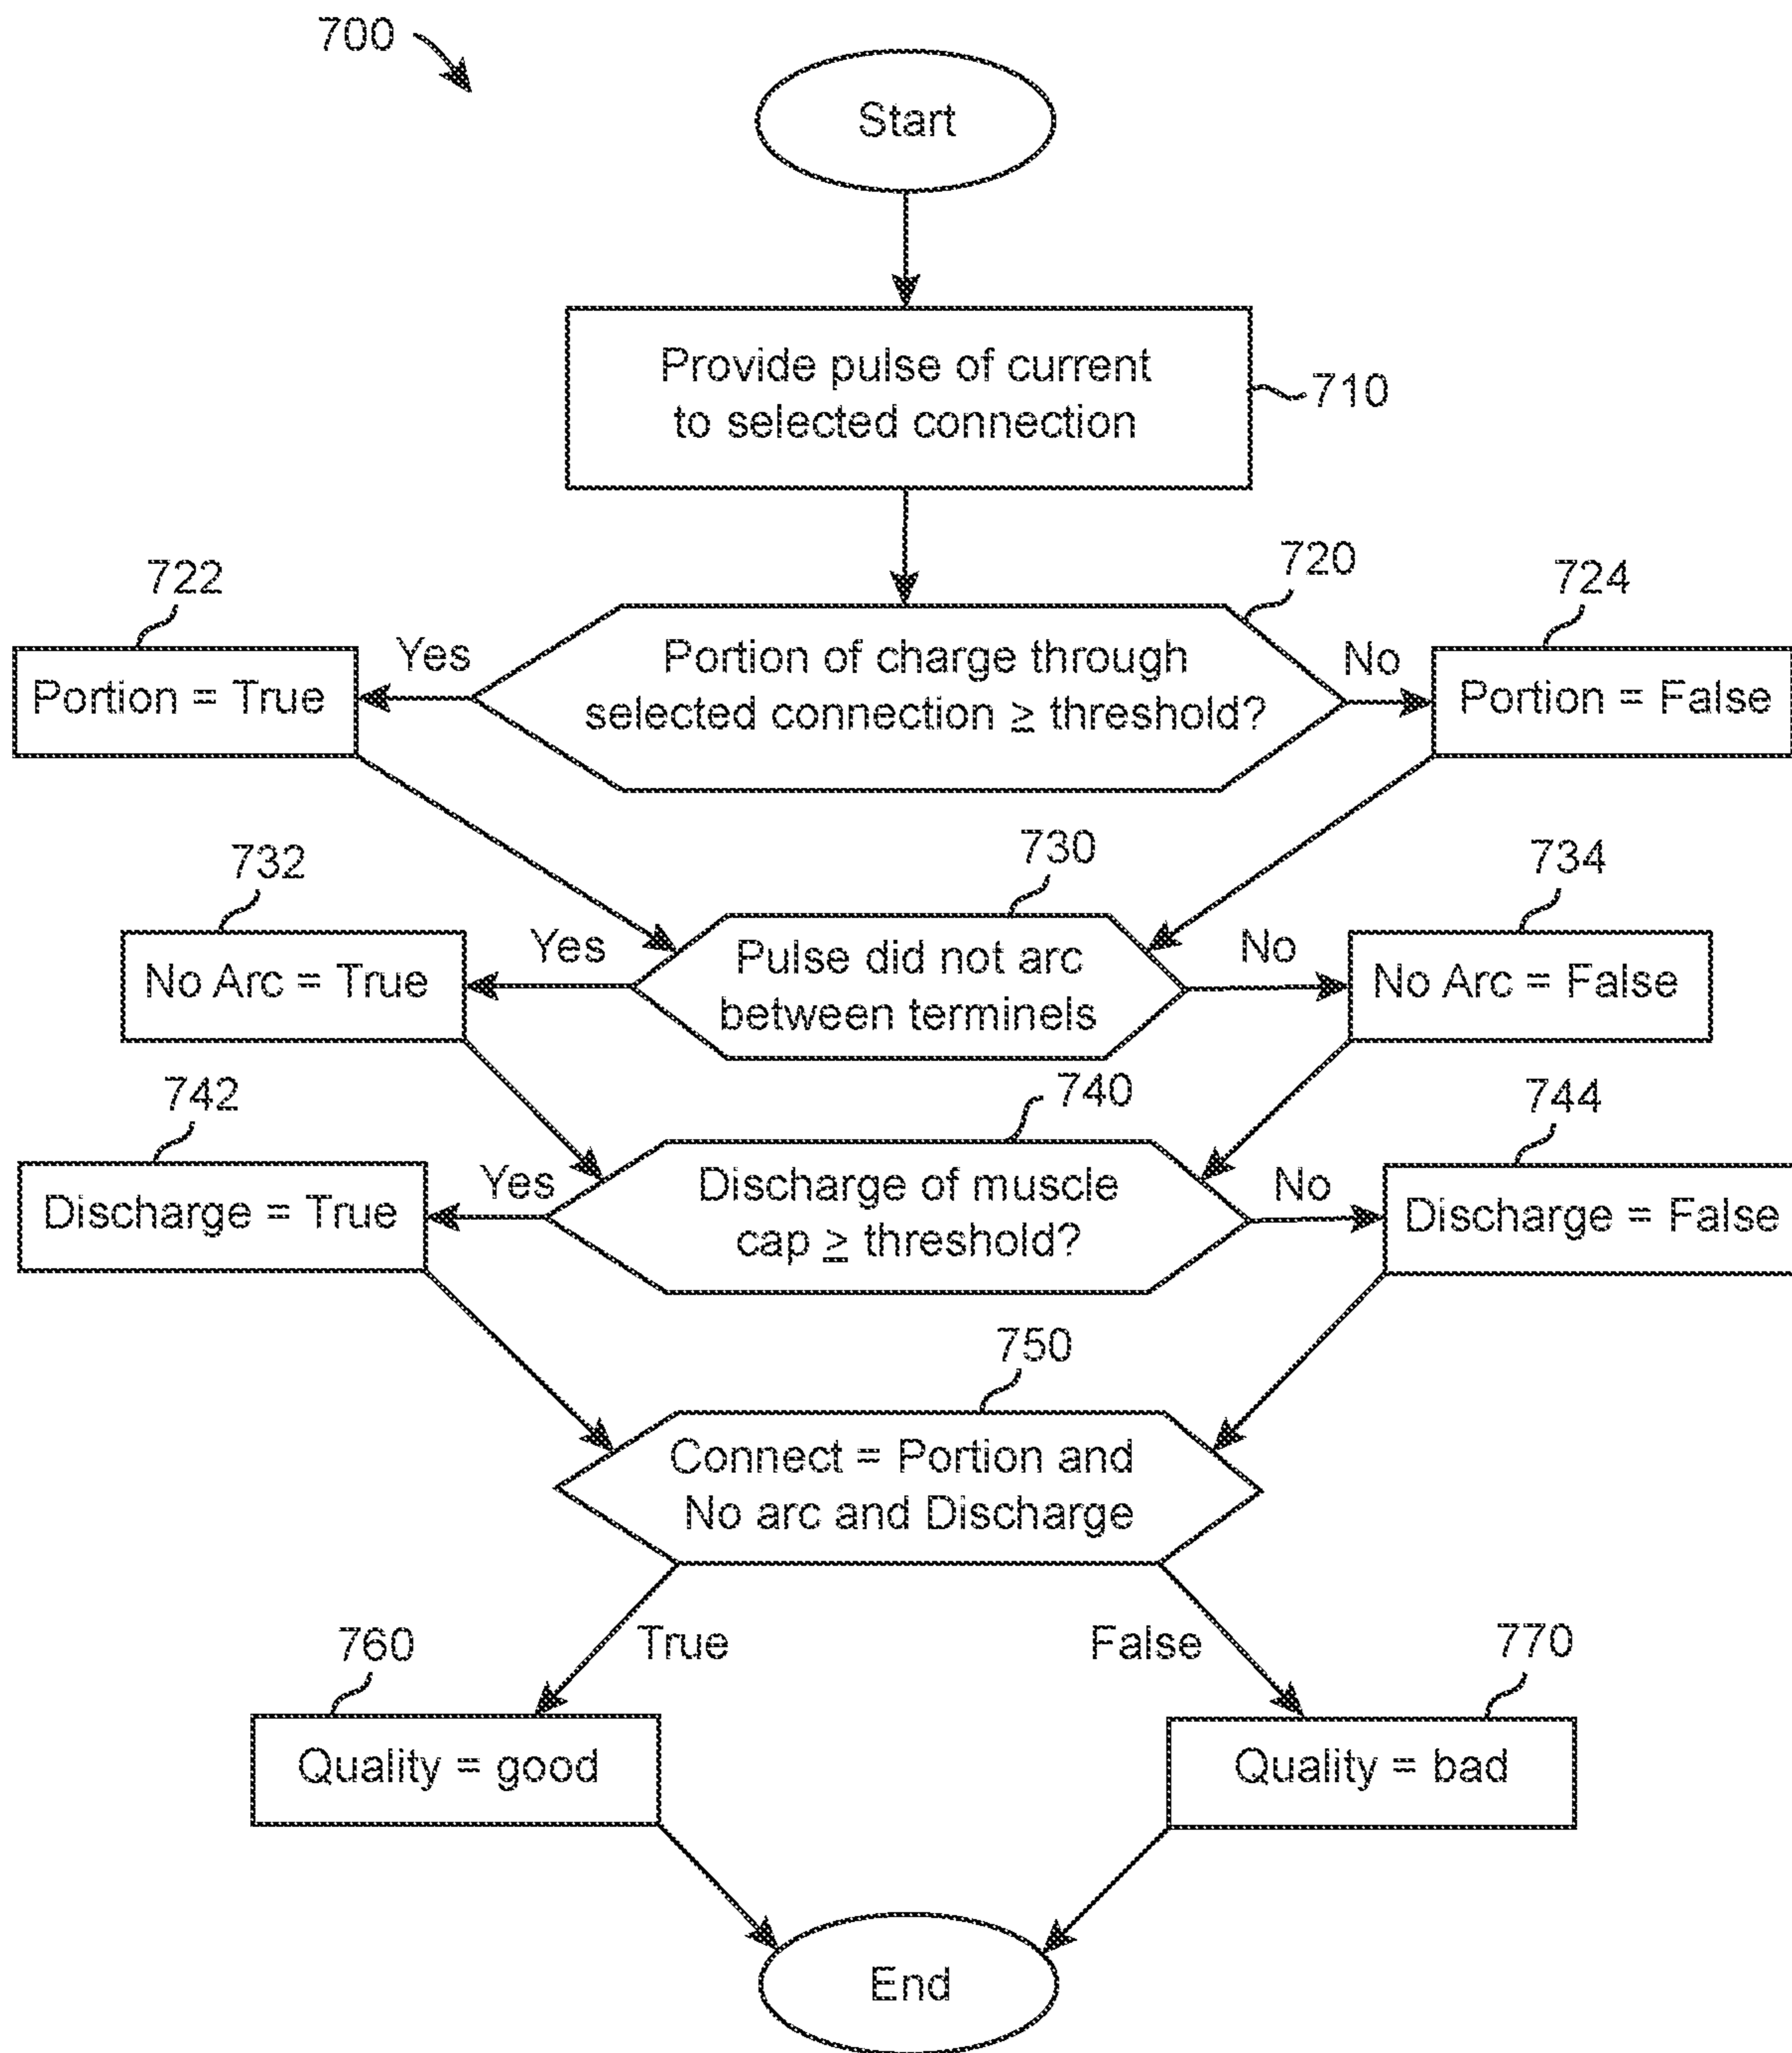 700
Start
Provide pulse of current
to selected connection
710
720
722
724
Yes
No
Portion = True
Portion of charge through
selected connection ≥ threshold?
Portion = False
730
732
734
Yes
No
No Arc = True
Pulse did not arc
between terminels
No Arc = False
740
742
744
Yes
No
Discharge = True
Discharge of muscle
cap ≥ threshold?
Discharge = False
750
Connect = Portion and
No arc and Discharge
760
True
False
770
Quality = good
Quality = bad
End